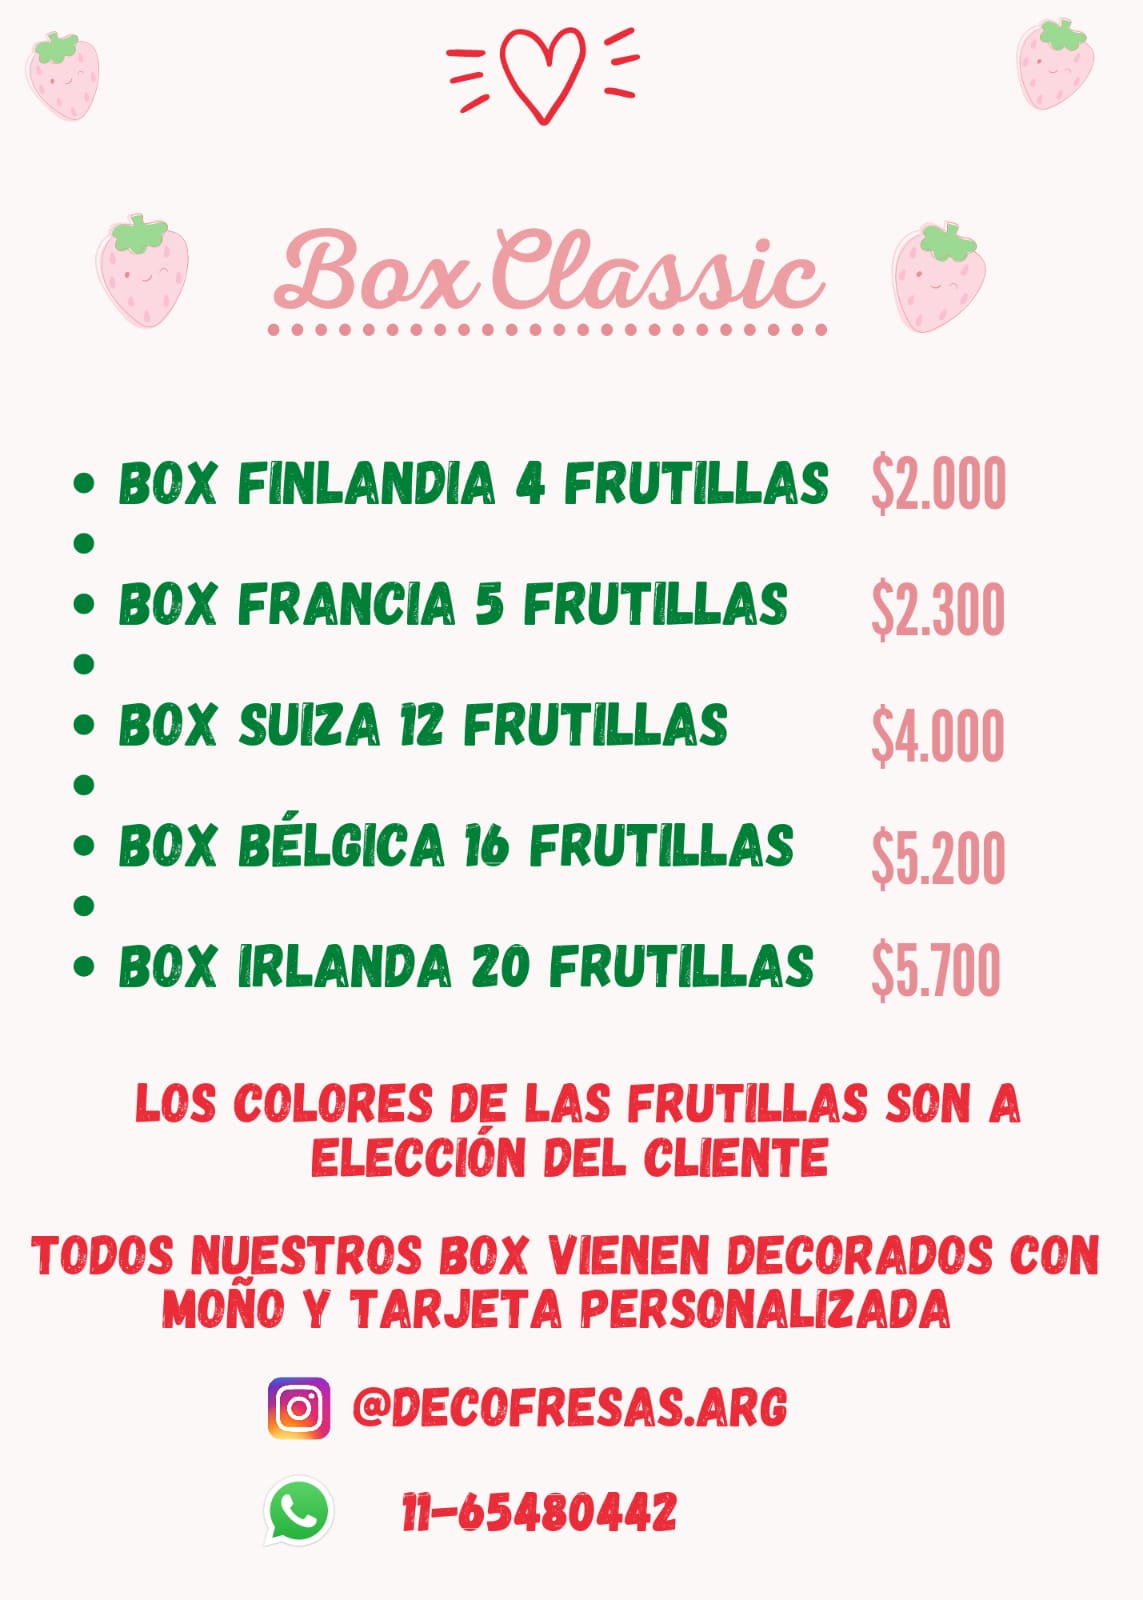 Box Classic
BOX FINLANDIA 4 FRUTILLAS $2.000
BOX FRANCIA 5 FRUTILLAS $2.300
BOX SUIZA 12 FRUTILLAS $4.000
BOX BÉLGICA 16 FRUTILLAS $5.200
BOX IRLANDA 20 FRUTILLAS $5.700
LOS COLORES DE LAS FRUTILLAS SON A
ELECCIÓN DEL CLIENTE
TODOS NUESTROS BOX VIENEN DECORADOS CON
MOÑO Y TARJETA PERSONALIZADA
@DECOFRESAS.ARG
11-65480442